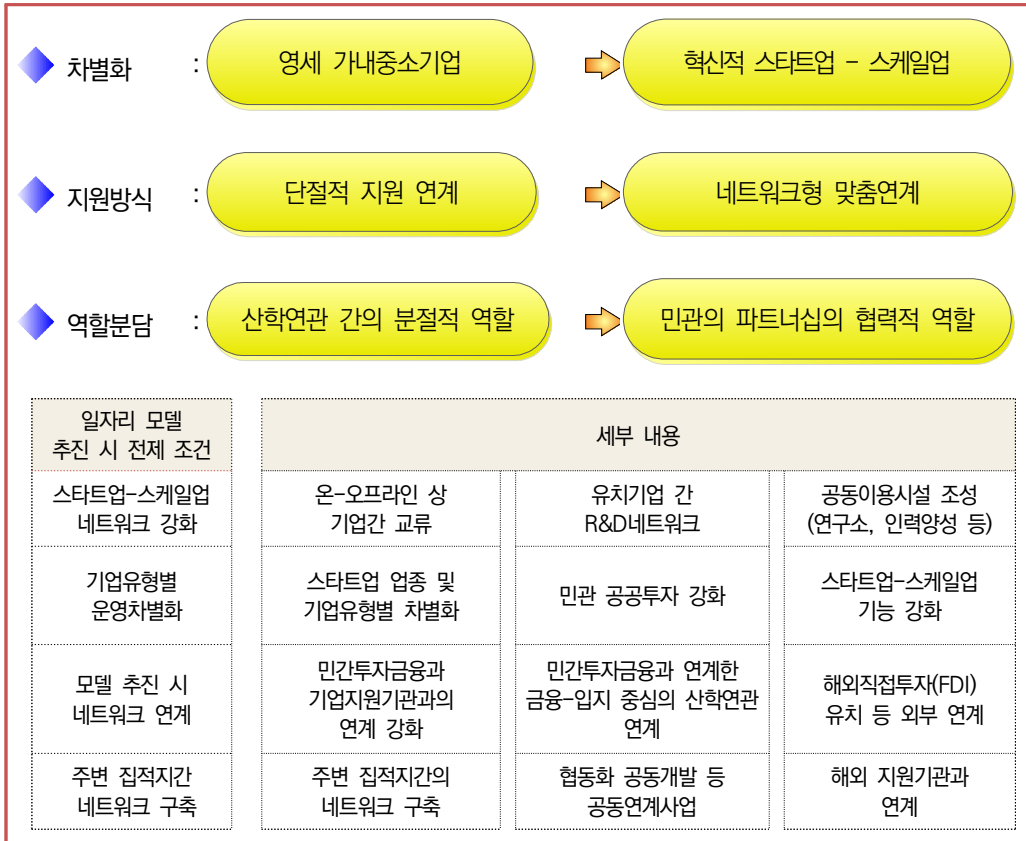 차별화 : 영세 가내중소기업 혁신적 스타트업 - 스케일업
지원방식 : 단절적 지원 연계 네트워크형 맞춤연계
역할분담 : 산학연관 간의 분절적 역할 민관의 파트너십의 협력적 역할
일자리 모델
추진 시 전제 조건
세부 내용
스타트업-스케일업
네트워크 강화
온-오프라인 상
기업간 교류
유치기업 간
R&D네트워크
공동이용시설 조성
(연구소, 인력양성 등)
기업유형별
운영차별화
스타트업 업종 및
기업유형별 차별화
민관 공공투자 강화
스타트업-스케일업
기능 강화
모델 추진 시
네트워크 연계
민간투자금융과
기업지원기관과의
연계 강화
민간투자금융과 연계한
금융-입지 중심의 산학연관
연계
해외직접투자(FDI)
유치 등 외부 연계
주변 집적지간
네트워크 구축
주변 집적지간의
네트워크 구축
협동화 공동개발 등
공동연계사업
해외 지원기관과
연계